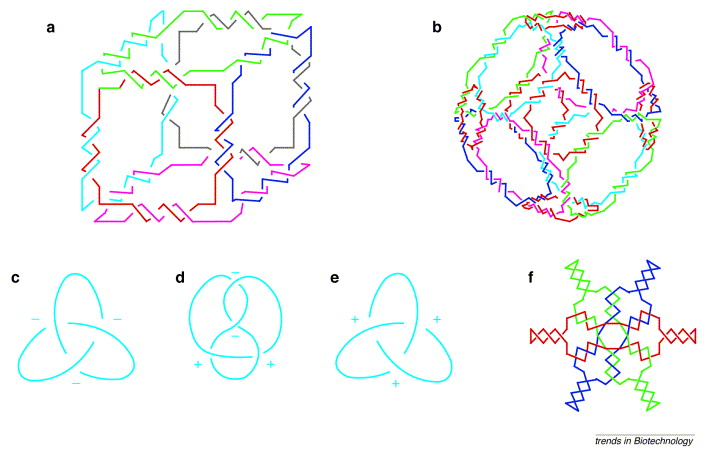 a
b
c
d
e
f
− −
−
−
−
+ +
+ +
+
trends in Biotechnology